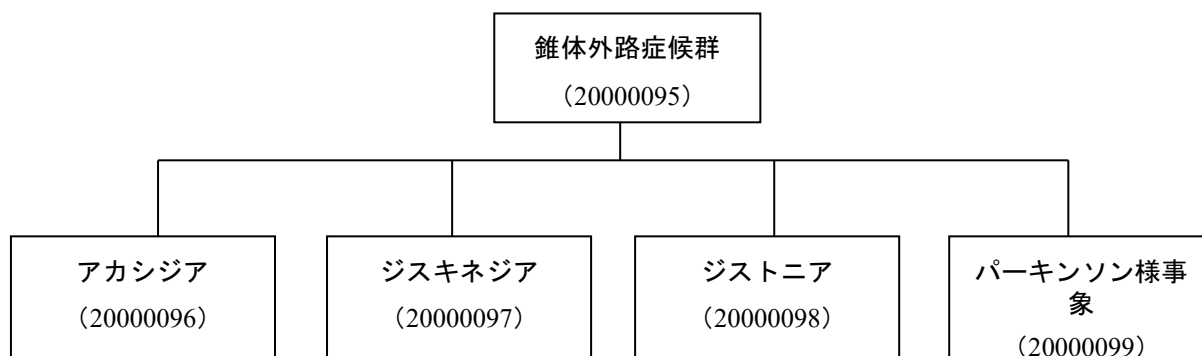 錐体外路症候群
（20000095）
アカシジア
（20000096）
ジスキネジア
（20000097）
ジストニア
（20000098）
パーキンソン様事
象
（20000099）